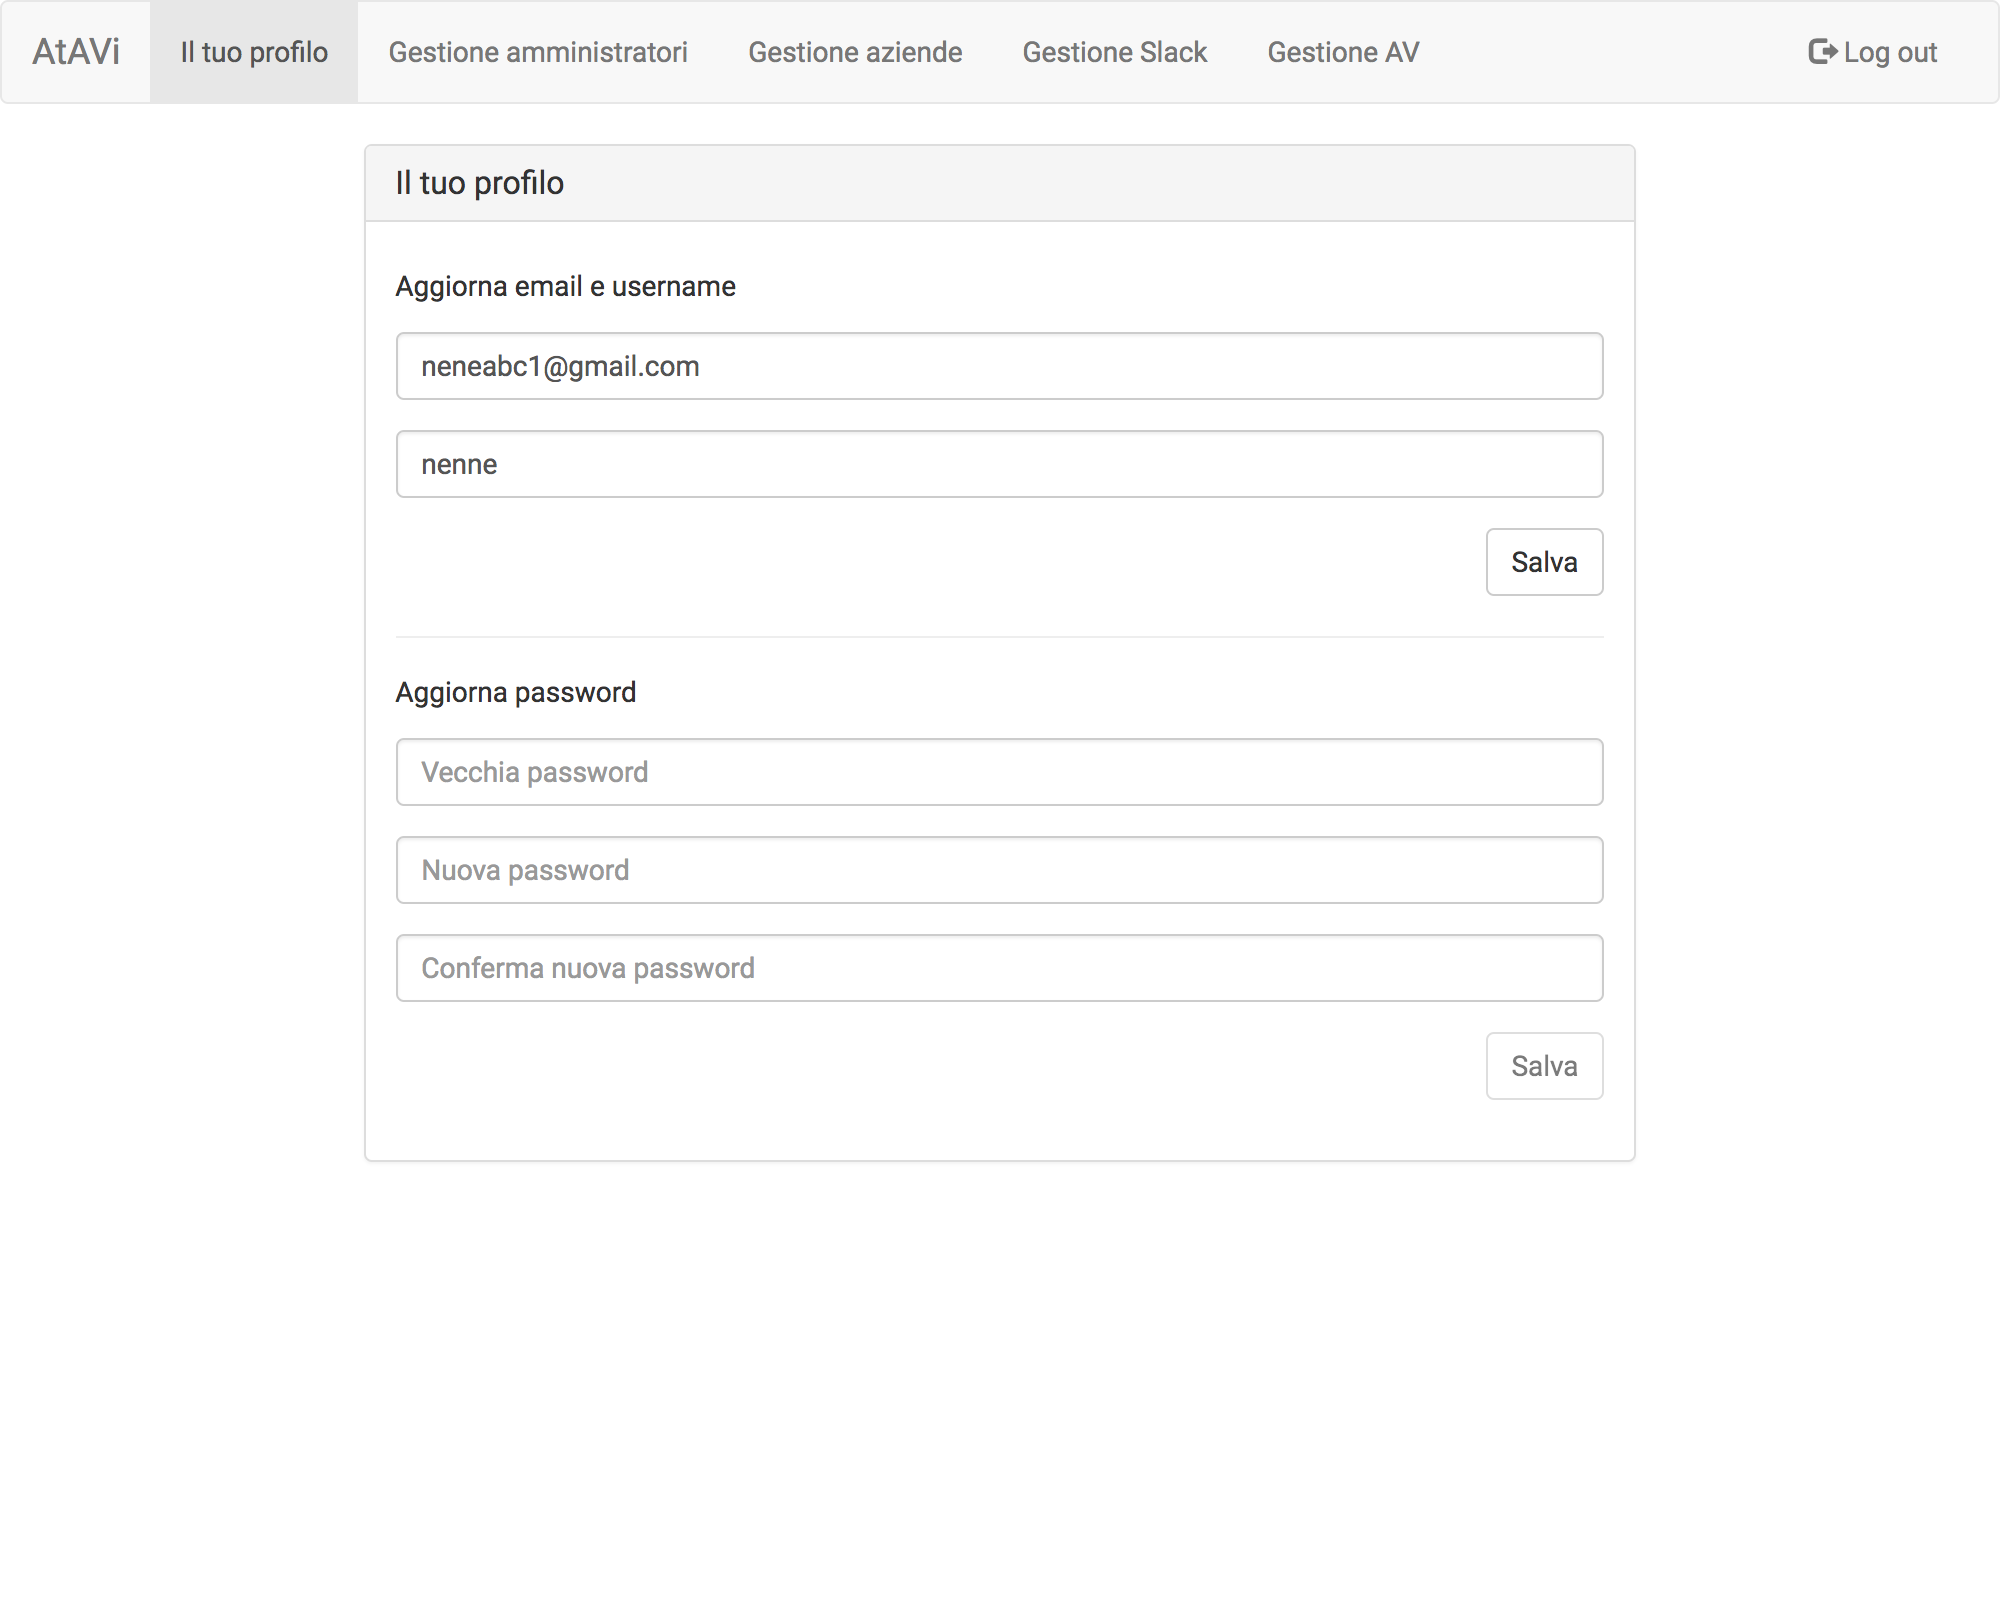 AtAVi Il tuo profilo Gestione amministratori Gestione aziende Gestione Slack Gestione AV Log out
Il tuo profilo
Aggiorna email e username
neneabc1@gmail.com
nenne
Salva
Aggiorna password
Vecchia password
Nuova password
Conferma nuova password
Salva